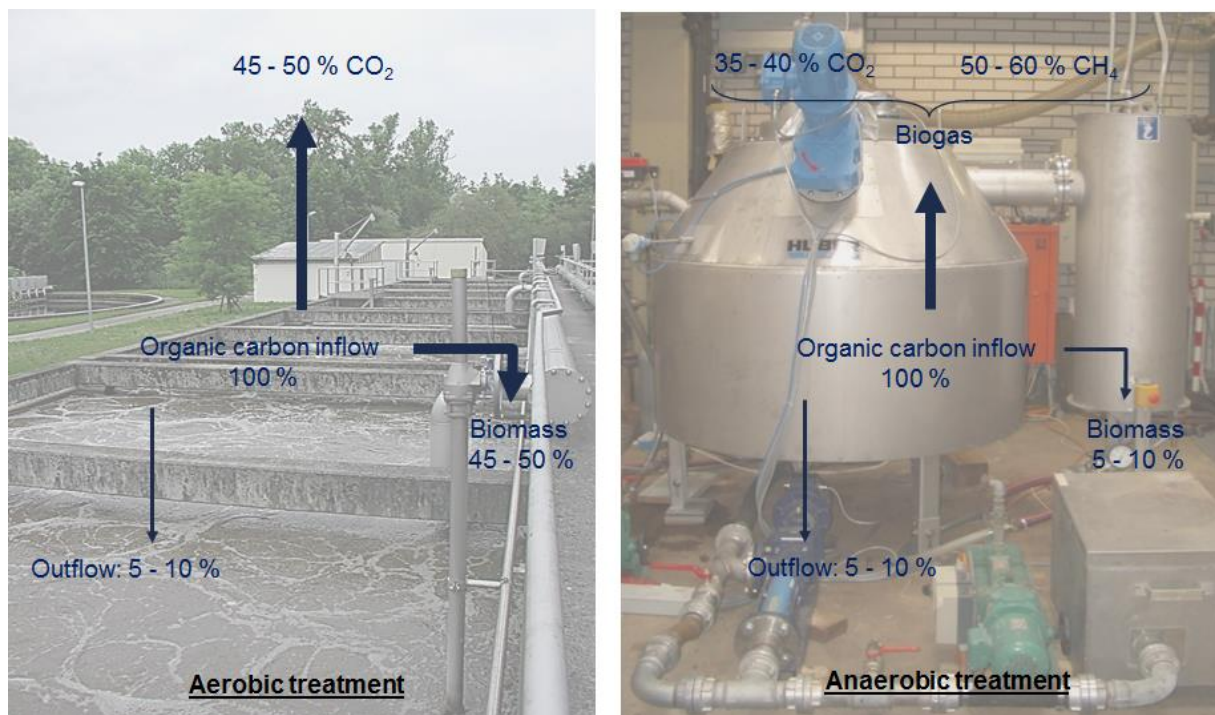 45 - 50 % CO₂
Organic carbon inflow
100 %
Biomass
45 - 50 %
Outflow: 5 - 10 %
Aerobic treatment
35 - 40 % CO₂
50 - 60 % CH₄
Biogas
Organic carbon inflow
100 %
Biomass
5 - 10 %
Outflow: 5 - 10 %
Anaerobic treatment